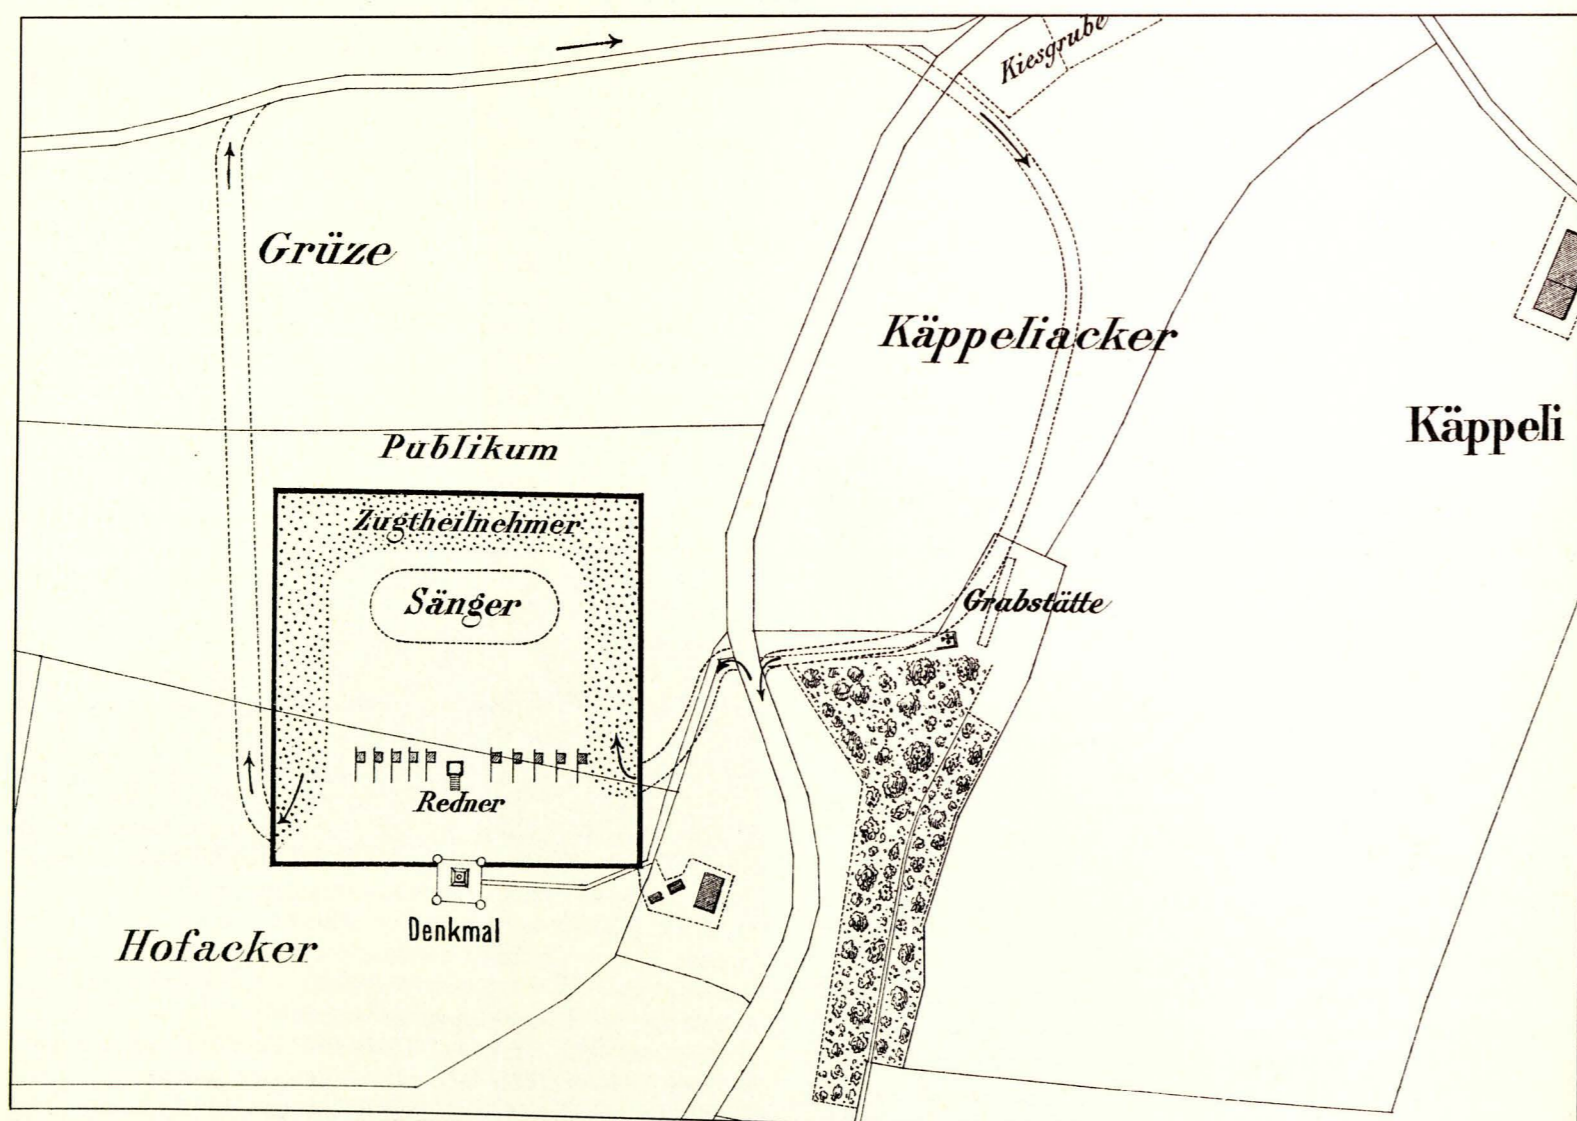 Kiesgrube
Grüze
Käppeliacker
Käppeli
Publikum
Zugtheilnehmer
Sänger
Grabstätte
Redner
Denkmal
Hofacker